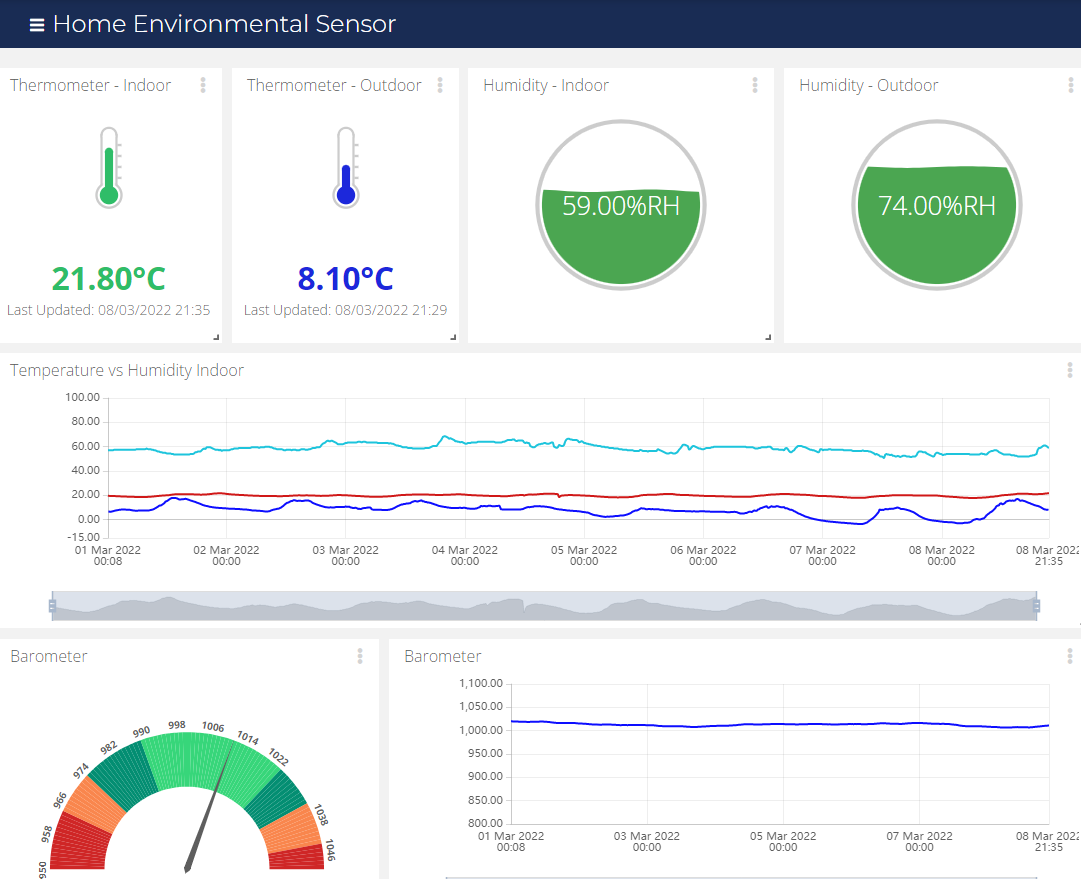 Home Environmental Sensor
Thermometer - Indoor
21.80°C
Last Updated: 08/03/2022 21:35
Thermometer - Outdoor
8.10°C
Last Updated: 08/03/2022 21:29
Humidity - Indoor
59.00%RH
Humidity - Outdoor
74.00%RH
Temperature vs Humidity Indoor
100.00
80.00
60.00
40.00
20.00
0.00
-15.00
01 Mar 2022 02 Mar 2022 03 Mar 2022 04 Mar 2022 05 Mar 2022 06 Mar 2022 07 Mar 2022 08 Mar 2022 08 Mar 202
00:08 00:00 00:00 00:00 00:00 00:00 00:00 00:00 21:35
Barometer
950
958
966
974
982
990
998
1006
1014
1022
1038
1046
Barometer
1,100.00
1,050.00
1,000.00
950.00
900.00
850.00
800.00
01 Mar 2022 03 Mar 2022 05 Mar 2022 07 Mar 2022 08 Mar 202
00:08 00:00 00:00 00:00 21:35